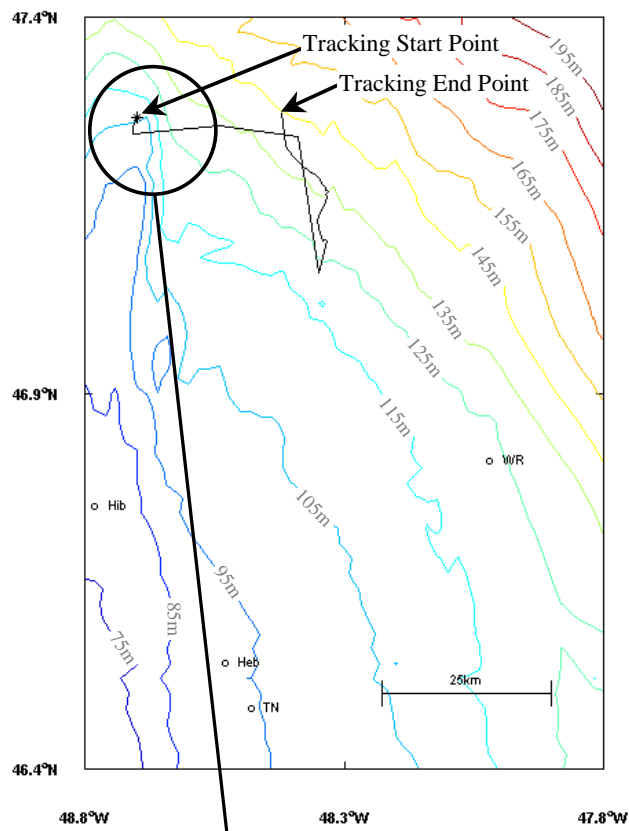 47.4°N
Tracking Start Point
Tracking End Point
195m
185m
175m
165m
155m
145m
135m
125m
115m
105m
95m
85m
75m
46.9°N
WR
Hib
Heb
TN
25km
46.4°N
48.8°W
48.3°W
47.8°W